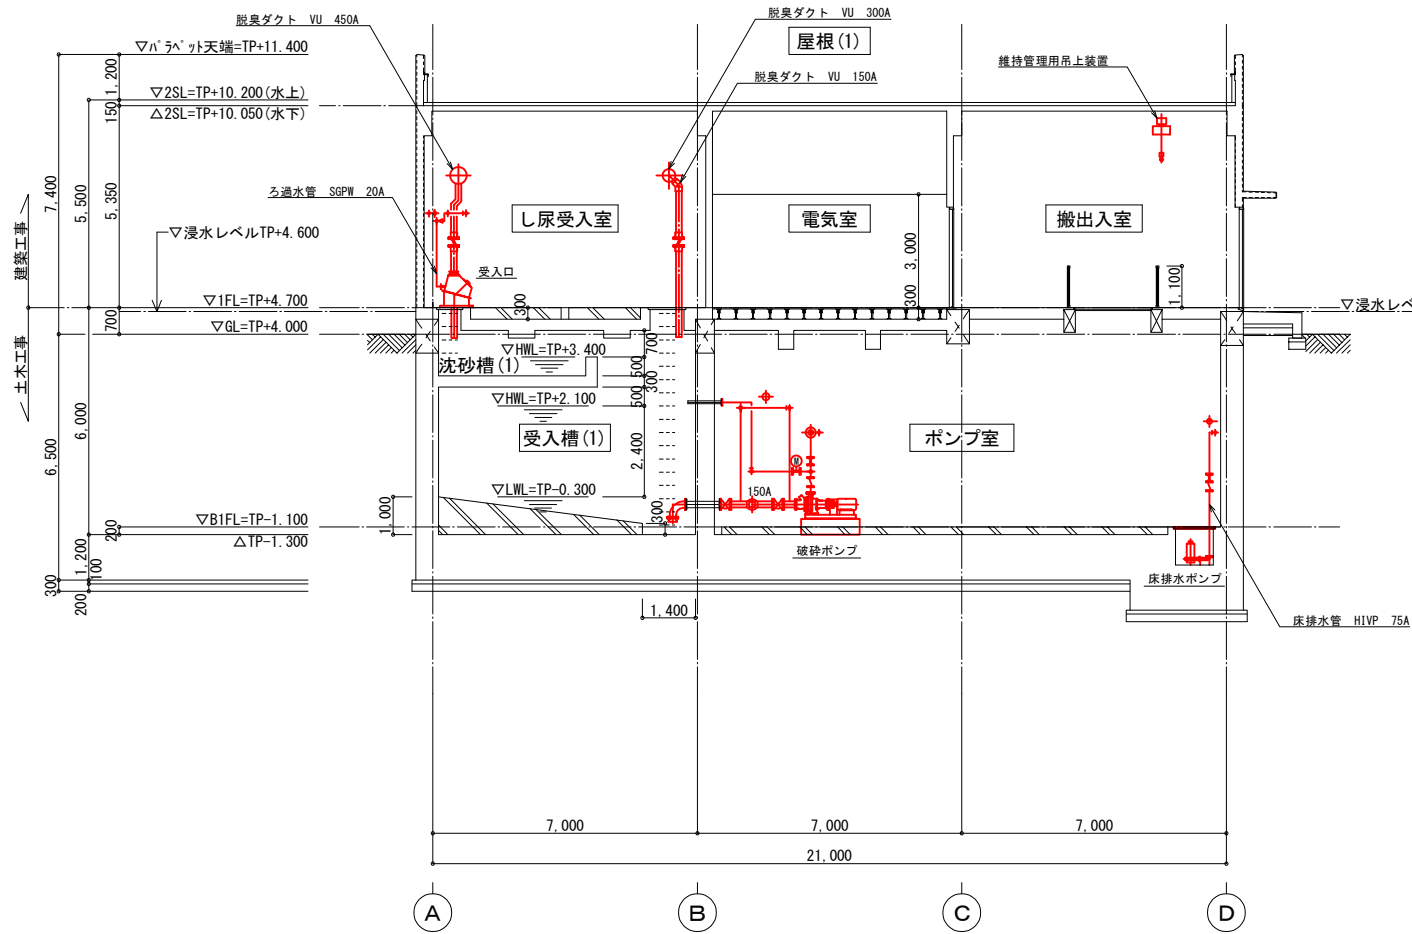 脱臭ダクト VU 450A
脱臭ダクト VU 300A
屋根(1)
▽パラペット天端=TP+11.400
維持管理用吊上装置
脱臭ダクト VU 150A
1,200
▽2SL=TP+10.200(水上)
150
△2SL=TP+10.050(水下)
7,400
5,500
5,350
ろ過水管 SGPW 20A
し尿受入室
電気室
搬出入室
建築工事
▽浸水レベルTP+4.600
3,000
受入口
1,100
300
300
▽1FL=TP+4.700
▽浸水レベ
700
▽GL=TP+4.000
土木工事
700
▽HWL=TP+3.400
沈砂槽(1)
500
300
500
▽HWL=TP+2.100
6,000
受入槽(1)
ポンプ室
6,500
2,400
M
▽LWL=TP-0.300
150A
1,000
300
▽B1FL=TP-1.100
200
△TP-1.300
破砕ポンプ
1,200
100
床排水ポンプ
300
200
1,400
床排水管 HIVP 75A
7,000
7,000
7,000
21,000
A
B
C
D